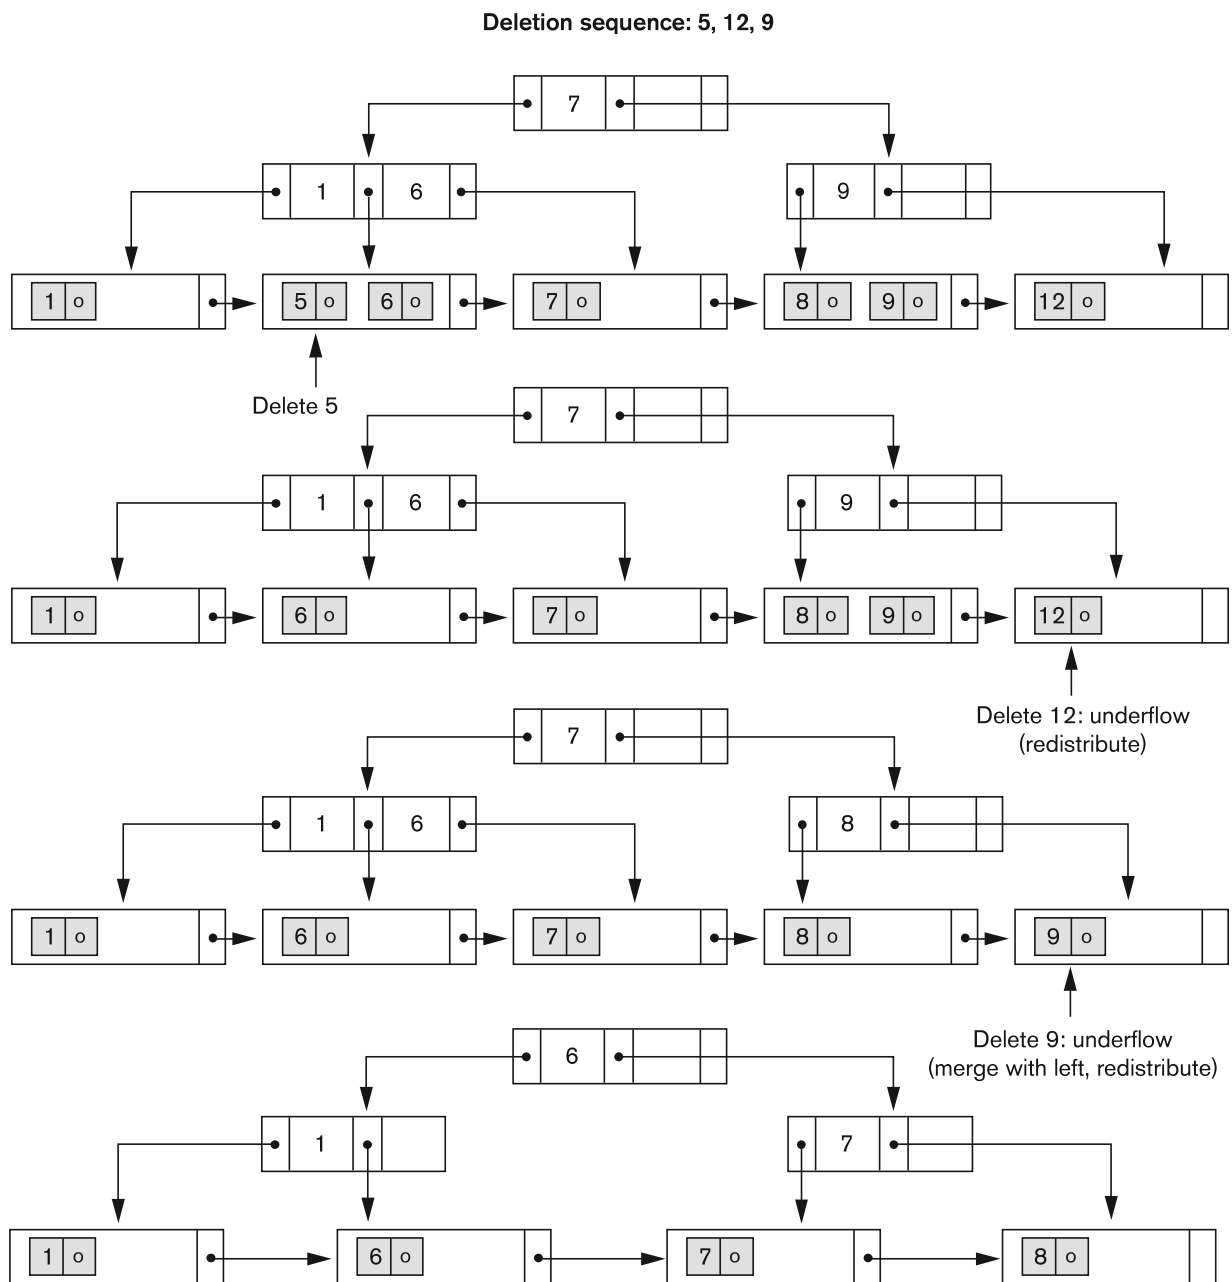 Deletion sequence: 5, 12, 9
7
1 6 9
1 o 5 o 6 o 7 o 8 o 9 o 12 o
Delete 5
7
1 6 9
1 o 6 o 7 o 8 o 9 o 12 o
Delete 12: underflow
(redistribute)
7
1 6 8
1 o 6 o 7 o 8 o 9 o
Delete 9: underflow
(merge with left, redistribute)
6
1 7
1 o 6 o 7 o 8 o